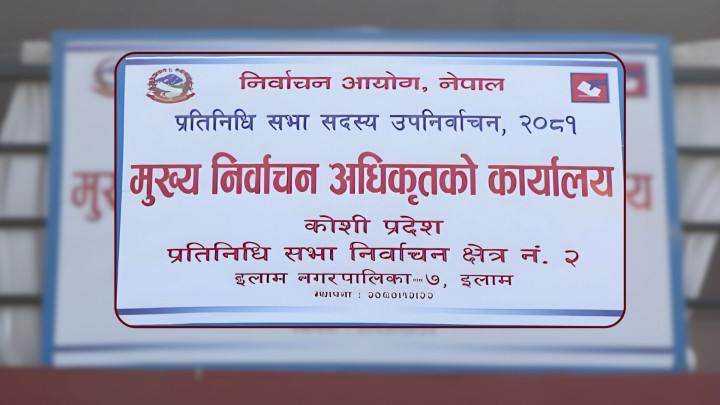 निर्वाचन आयोग, नेपाल
प्रतिनिधि सभा सदस्य उपनिर्वाचन, २०८१
मुख्य निर्वाचन अधिकृतको कार्यालय
कोशी प्रदेश
प्रतिनिधि सभा निर्वाचन क्षेत्र नं. २
इलाम नगरपालिका-७, इलाम